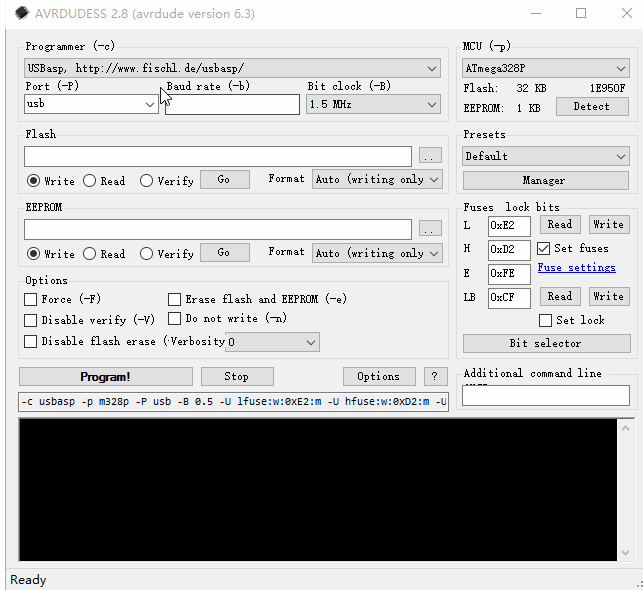 AVRDUDESS 2.8 (avrdude version 6.3)
Programmer (-c)
USBasp, http://www.fischl.de/usbasp/
Port (-P)
Baud rate (-b)
Bit clock (-B)
usb
1.5 MHz
MCU (-p)
ATmega328P
Flash: 32 KB 1E950F
EEPROM: 1 KB
Detect
Flash
..
Write Read Verify Go Format Auto (writing only
Presets
Default
Manager
EEPROM
..
Write Read Verify Go Format Auto (writing only
Fuses lock bits
L 0xE2 Read Write
H 0xD2 Set fuses
E 0xFE Fuse settings
LB 0xCF Read Write
Set lock
Bit selector
Options
Force (-F)
Erase flash and EEPROM (-e)
Disable verify (-V)
Do not write (-n)
Disable flash erase (-
Verbosity 0
Program! Stop Options ?
-c usbasp -p m328p -P usb -B 0.5 -U lfuse:w:0xE2:m -U hfuse:w:0xD2:m -U
Additional command line
Ready